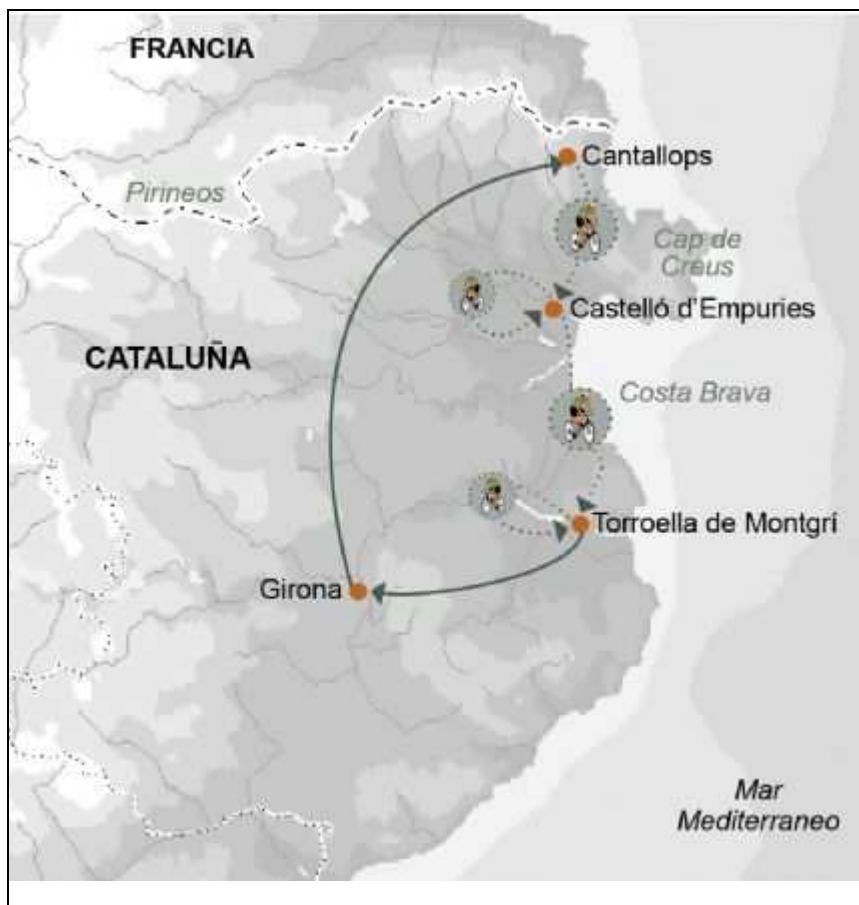 FRANCIA
Cantallops
Pirineos
Cap de
Creus
Castelló d'Empuries
CATALUÑA
Costa Brava
Torroella de Montgrí
Girona
Mar
Mediterraneo